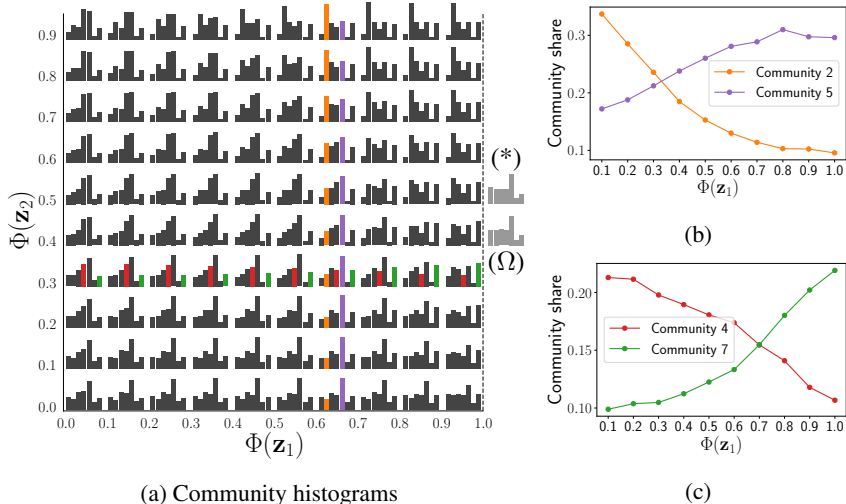 0.9
0.8
0.7
0.6
0.5
0.4
0.3
0.2
0.1
0.0
Φ(z₂)
0.0 0.1 0.2 0.3 0.4 0.5 0.6 0.7 0.8 0.9 1.0
Φ(z₁)
(*)
(Ω)
(a) Community histograms
Community share
0.3
0.2
0.1
Community 2
Community 5
0.1 0.2 0.3 0.4 0.5 0.6 0.7 0.8 0.9 1.0
Φ(z₁)
(b)
Community share
0.20
0.15
0.10
Community 4
Community 7
0.1 0.2 0.3 0.4 0.5 0.6 0.7 0.8 0.9 1.0
Φ(z₁)
(c)